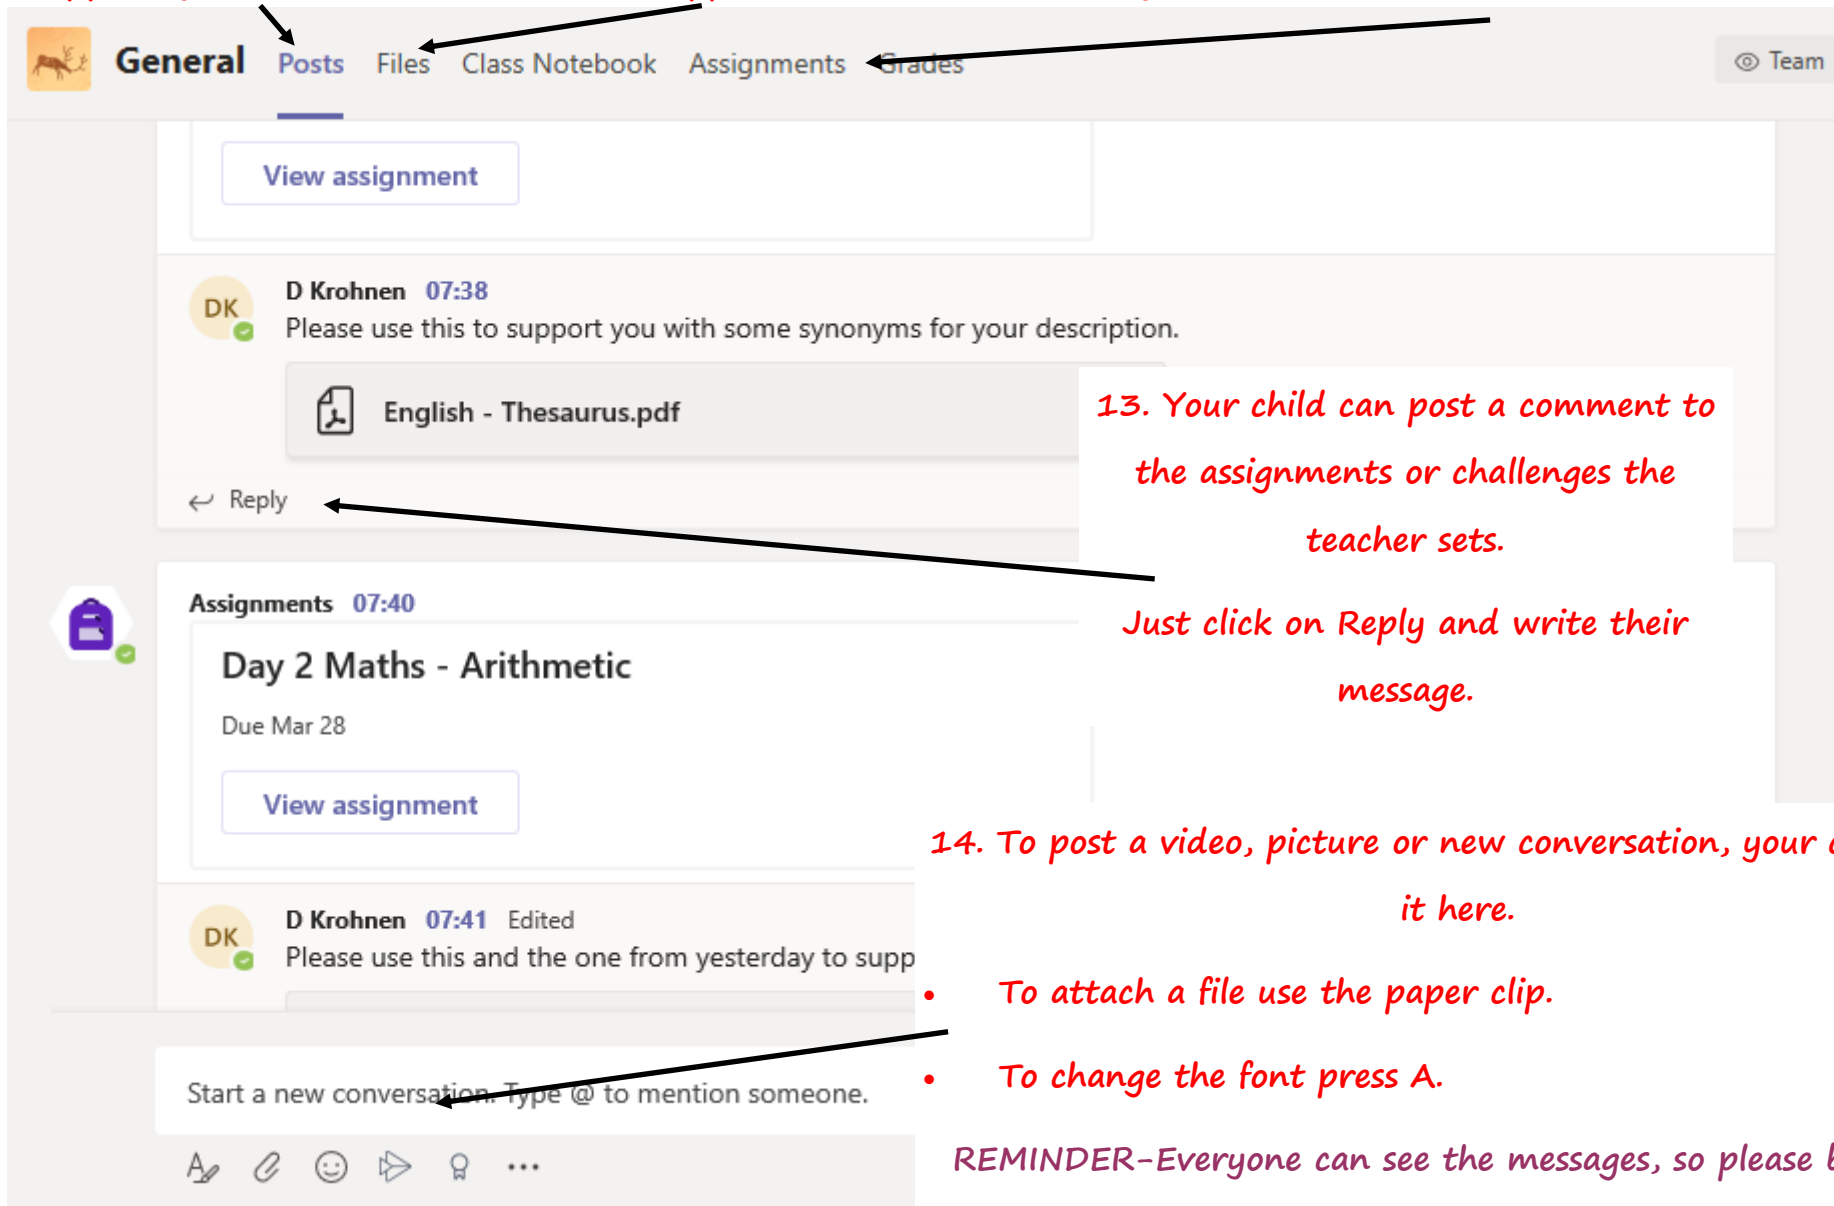 General Posts Files Class Notebook Assignments Grades Team
View assignment
D Krohnen 07:38
DK
Please use this to support you with some synonyms for your description.
English - Thesaurus.pdf
Reply
13. Your child can post a comment to
the assignments or challenges the
teacher sets.
Just click on Reply and write their
message.
Assignments 07:40
Day 2 Maths - Arithmetic
Due Mar 28
View assignment
D Krohnen 07:41 Edited
DK
Please use this and the one from yesterday to supp
14. To post a video, picture or new conversation, your
it here.
• To attach a file use the paper clip.
• To change the font press A.
REMINDER-Everyone can see the messages, so please
Start a new conversation. Type @ to mention someone.